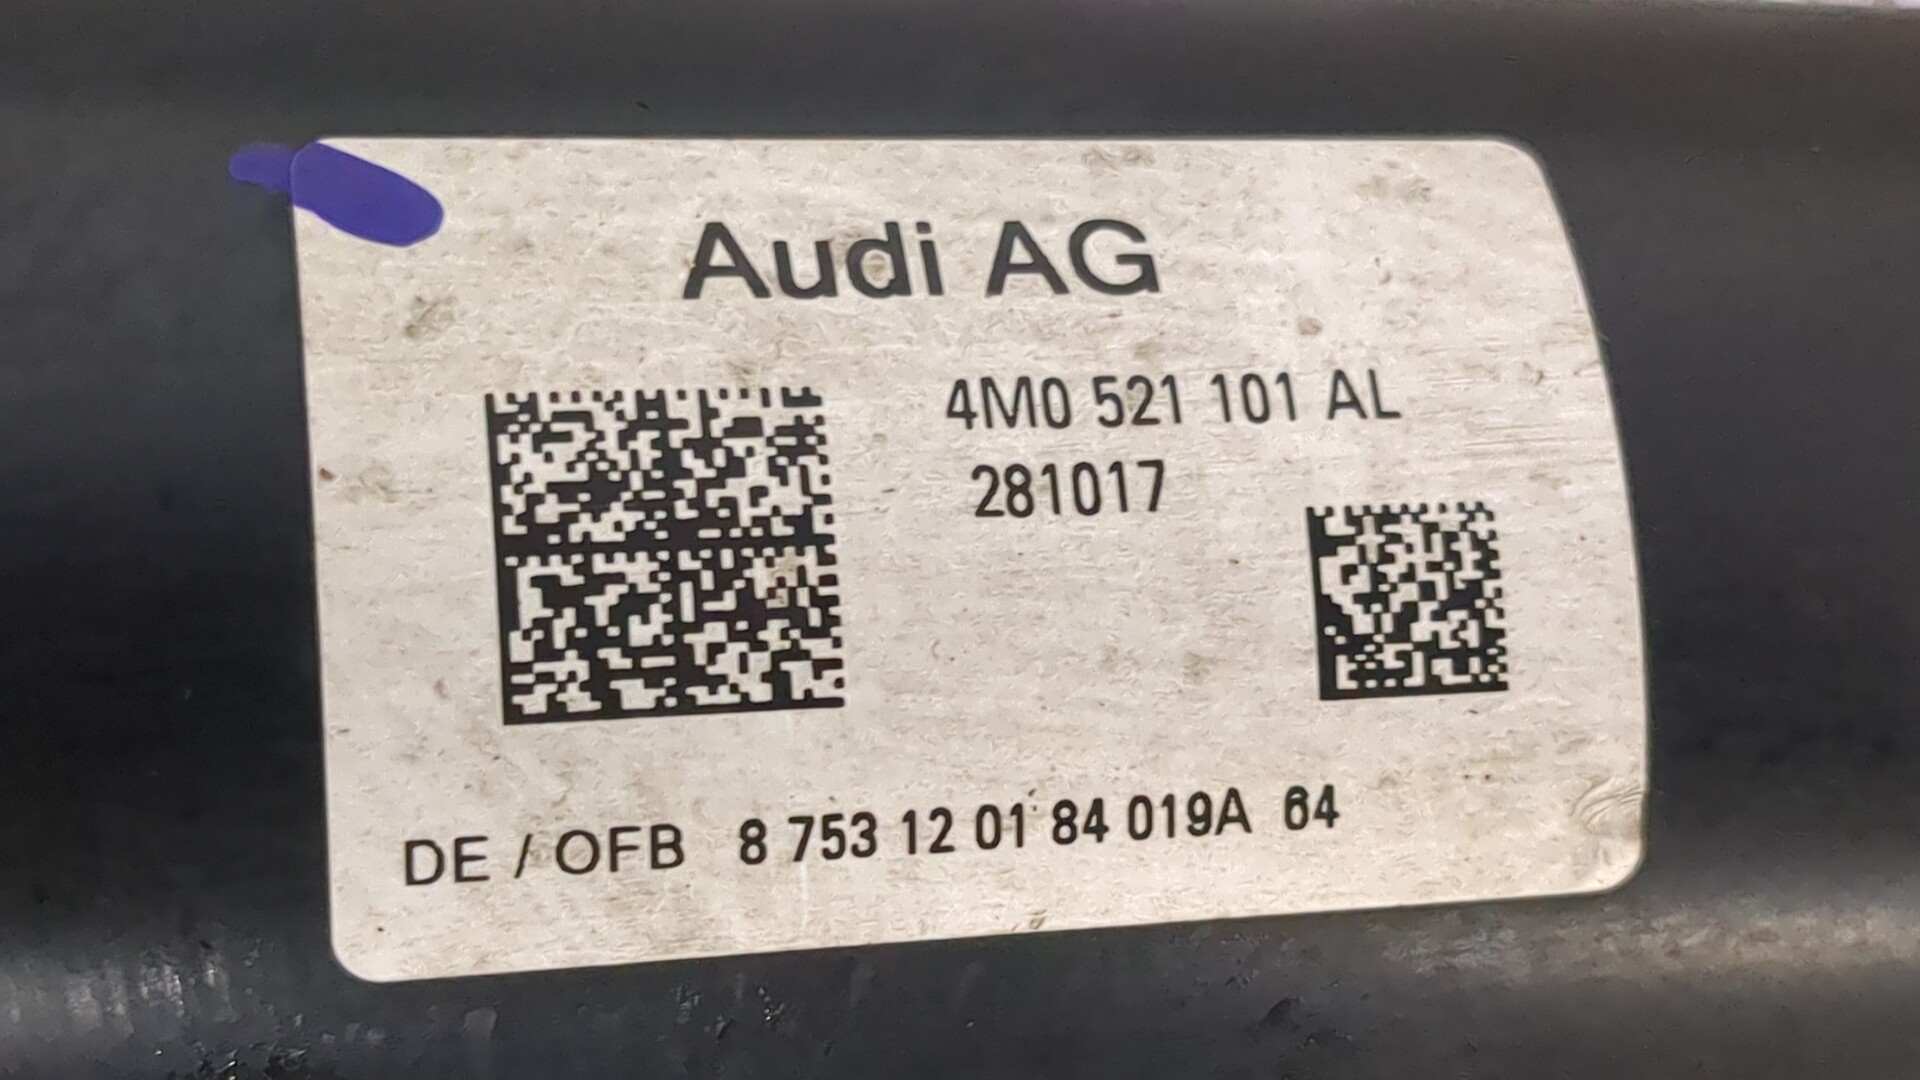 Audi AG
4M0 521 101 AL
281017
DE / OFB 8 753 12 01 84 019A 64